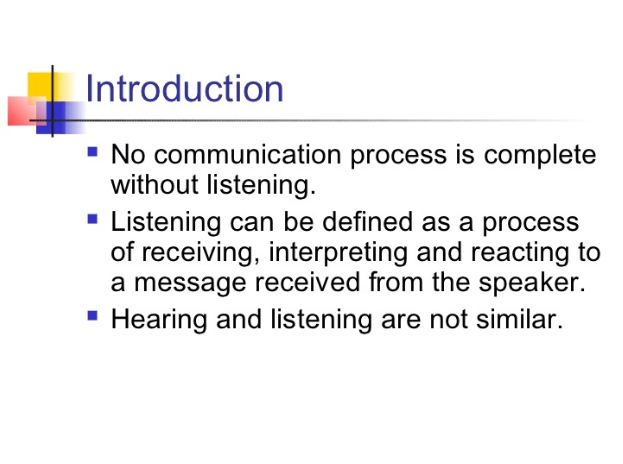 Introduction
No communication process is complete
without listening.
Listening can be defined as a process
of receiving, interpreting and reacting to
a message received from the speaker.
Hearing and listening are not similar.